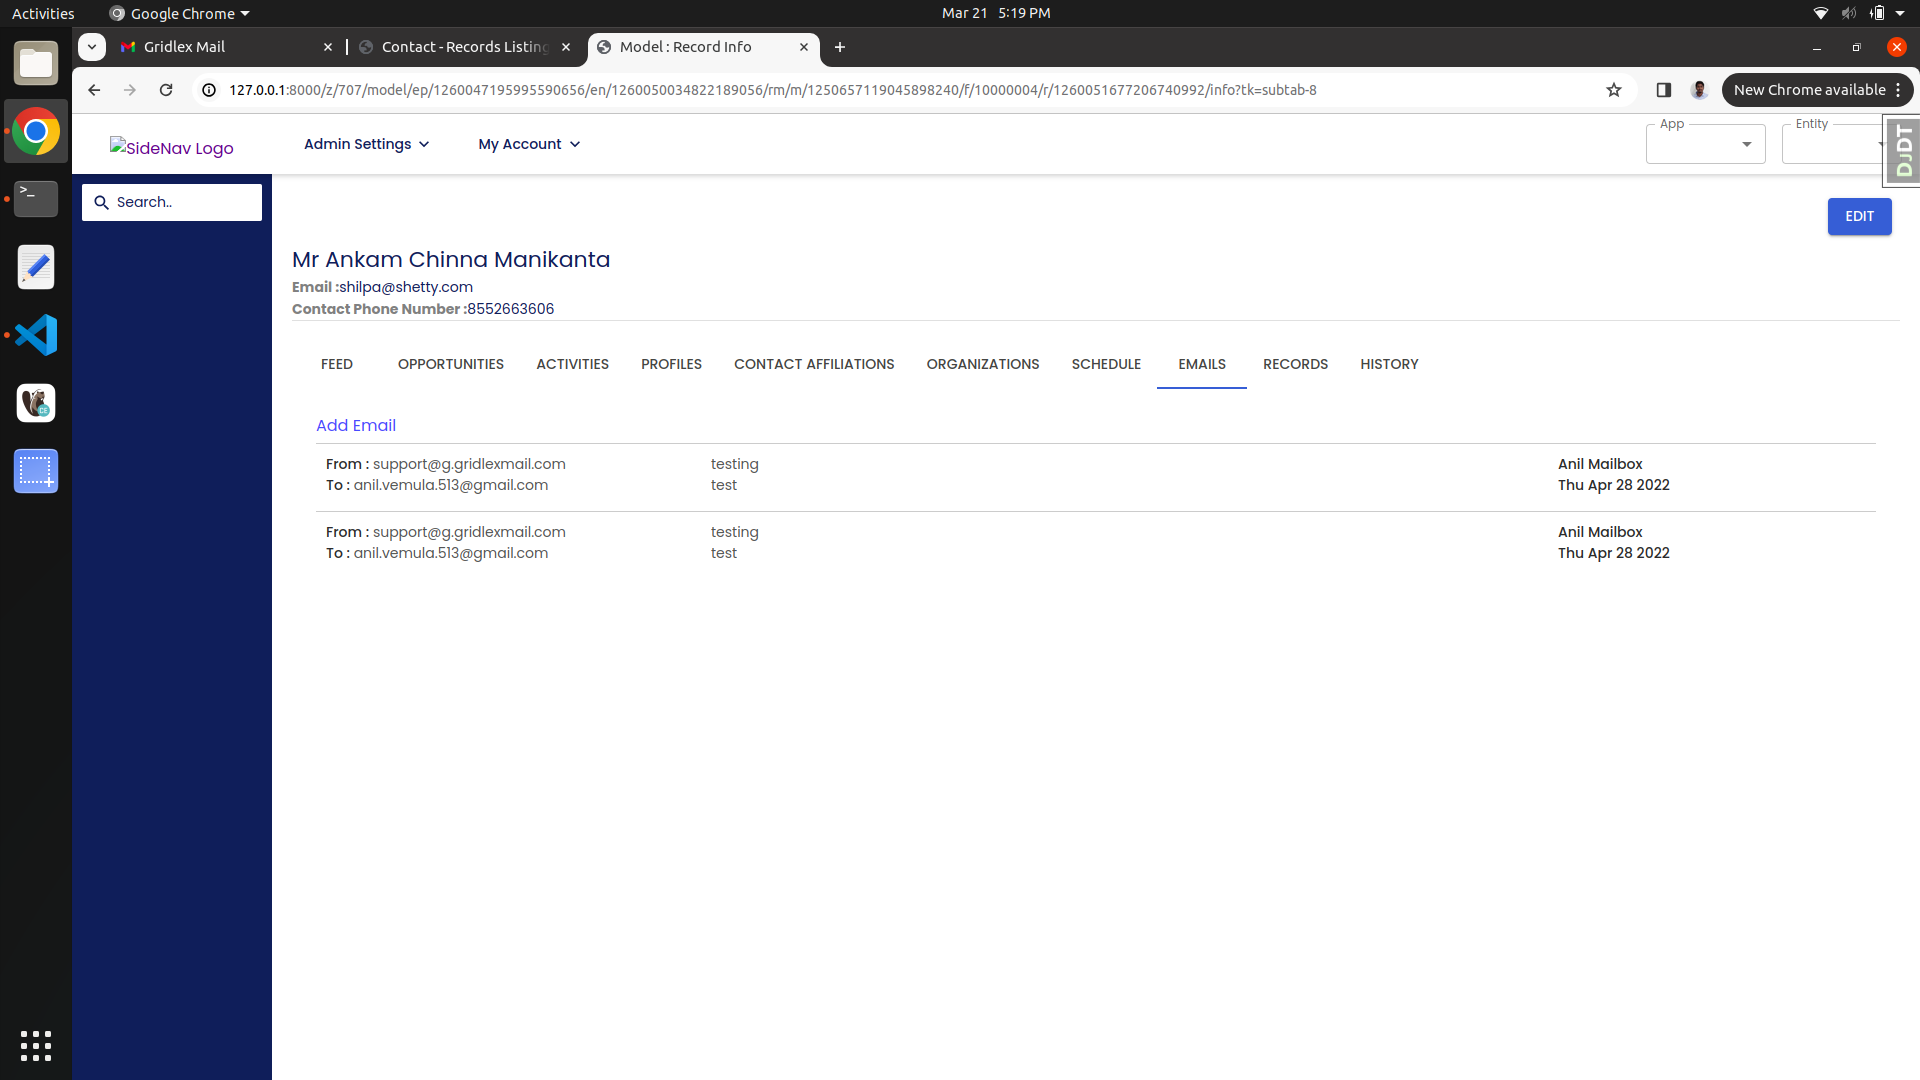 Activities
Google Chrome
Mar 21 5:19 PM
Gridlex Mail
Contact - Records Listing
Model : Record Info
127.0.0.1:8000/z/707/model/ep/1260047195995590656/en/1260050034822189056/rm/m/1250657119045898240/f/10000004/r/1260051677206740992/info?tk=subtab-8
New Chrome available
SideNav Logo
Admin Settings
My Account
App
Entity
DJDT
Search..
EDIT
Mr Ankam Chinna Manikanta
Email :shilpa@shetty.com
Contact Phone Number :8552663606
FEED OPPORTUNITIES ACTIVITIES PROFILES CONTACT AFFILIATIONS ORGANIZATIONS SCHEDULE EMAILS RECORDS HISTORY
Add Email
From : support@g.gridlexmail.com testing Anil Mailbox
To : anil.vemula.513@gmail.com test Thu Apr 28 2022
From : support@g.gridlexmail.com testing Anil Mailbox
To : anil.vemula.513@gmail.com test Thu Apr 28 2022